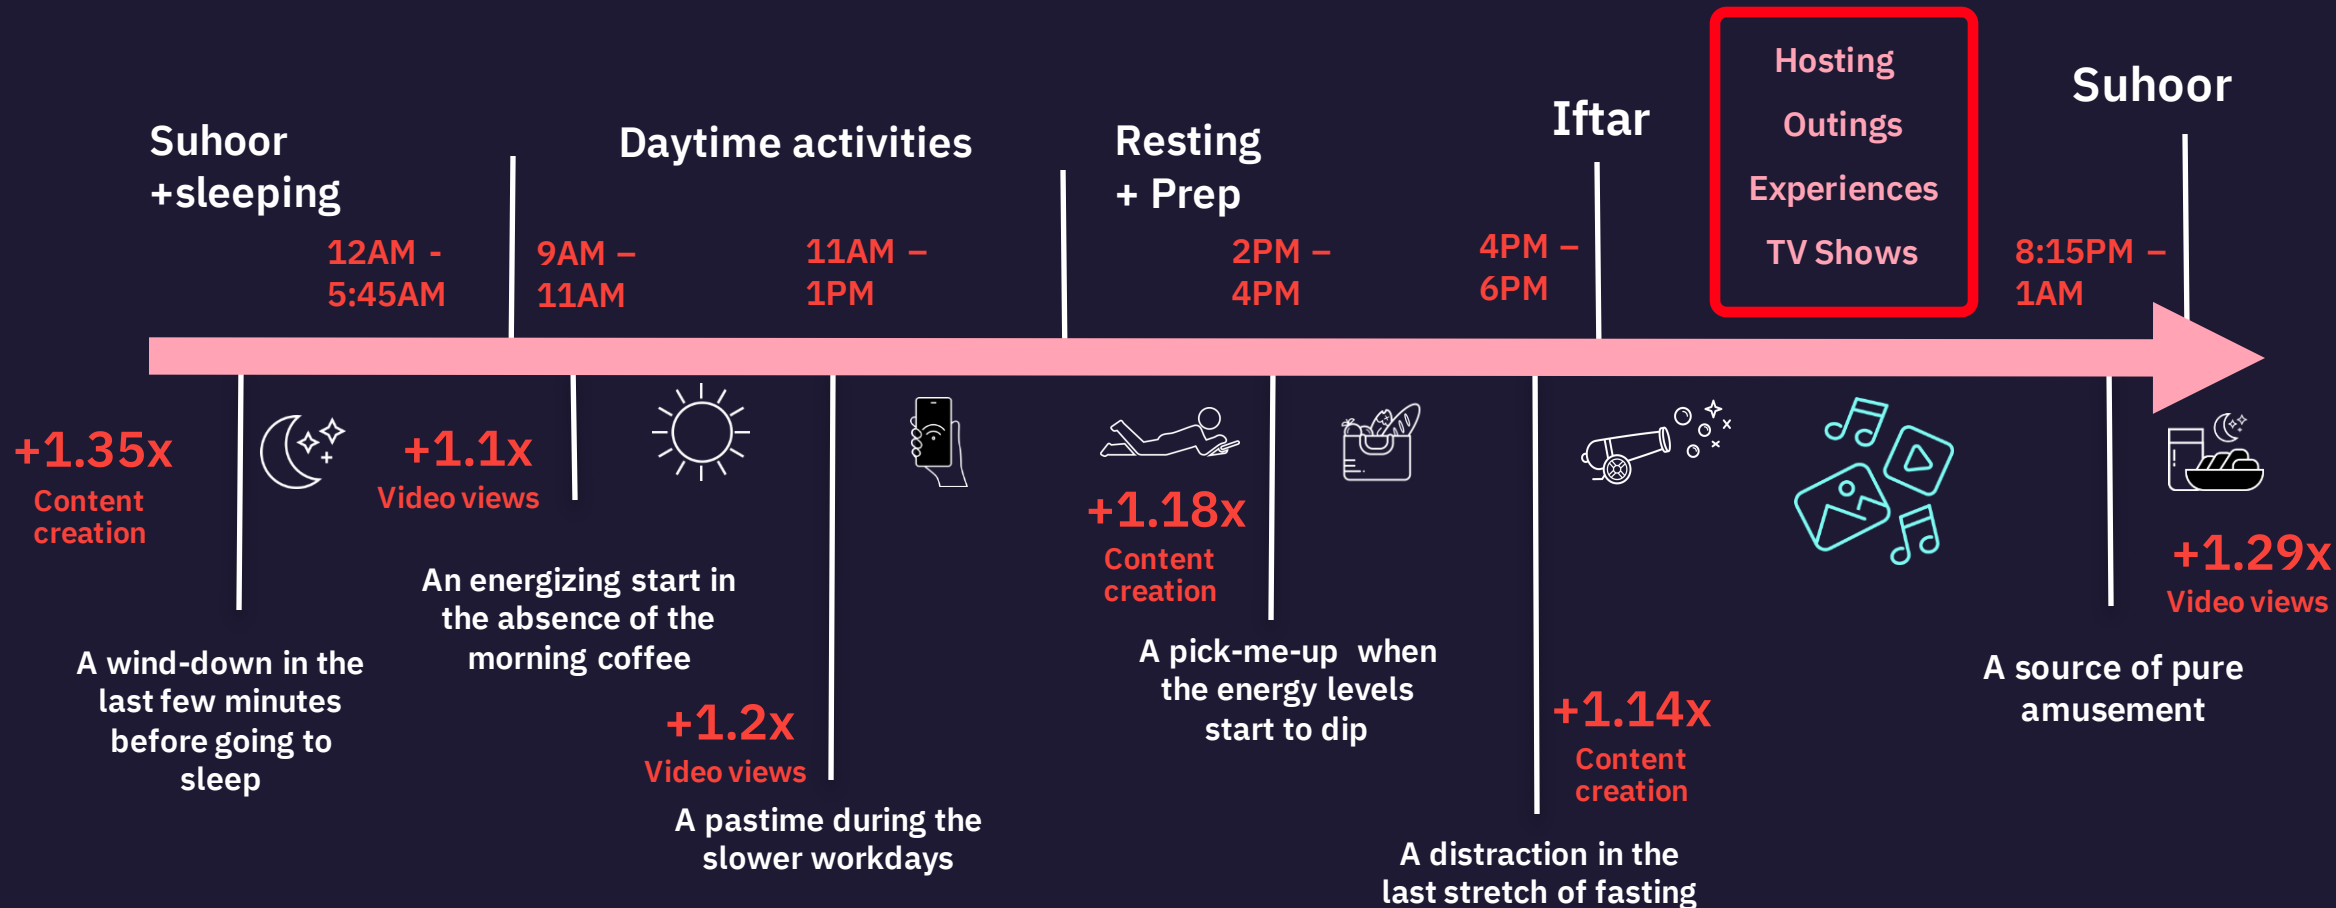 Suhoor
+sleeping
12AM -
5:45AM
Daytime activities
9AM –
11AM
11AM –
1PM
Resting
+ Prep
2PM –
4PM
Iftar
4PM –
6PM
Hosting
Outings
Experiences
TV Shows
Suhoor
8:15PM –
1AM
+1.35x
Content
creation
A wind-down in the
last few minutes
before going to
sleep
+1.1x
Video views
An energizing start in
the absence of the
morning coffee
+1.2x
Video views
A pastime during the
slower workdays
+1.18x
Content
creation
A pick-me-up when
the energy levels
start to dip
+1.14x
Content
creation
A distraction in the
last stretch of fasting
+1.29x
Video views
A source of pure
amusement